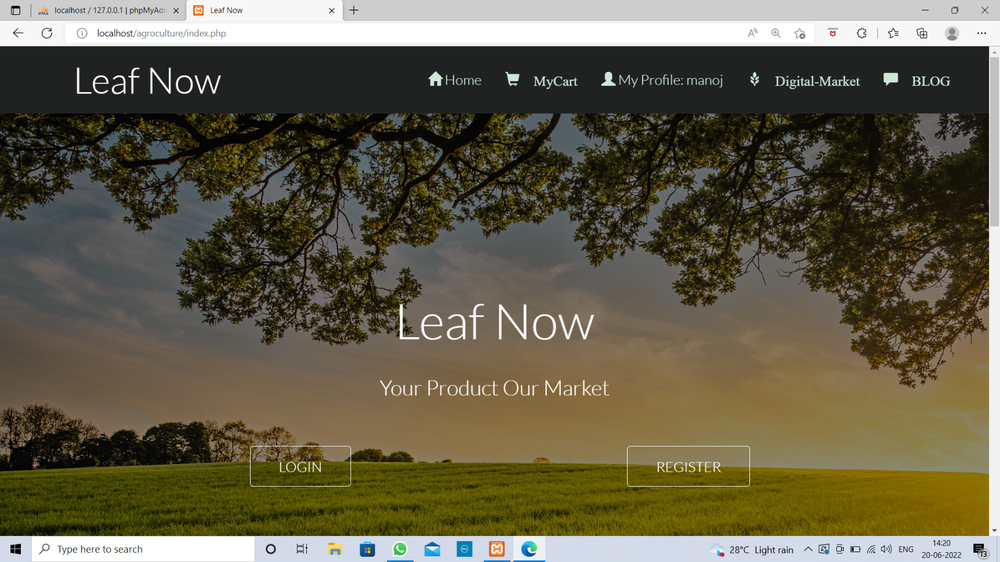 localhost / 127.0.0.1 | phpMyAdn
Leaf Now
localhost/agroculture/index.php
Leaf Now
Home
MyCart
My Profile: manoj
Digital-Market
BLOG
Leaf Now
Your Product Our Market
LOGIN
REGISTER
Type here to search
28°C Light rain
ENG
14:20
20-06-2022
13